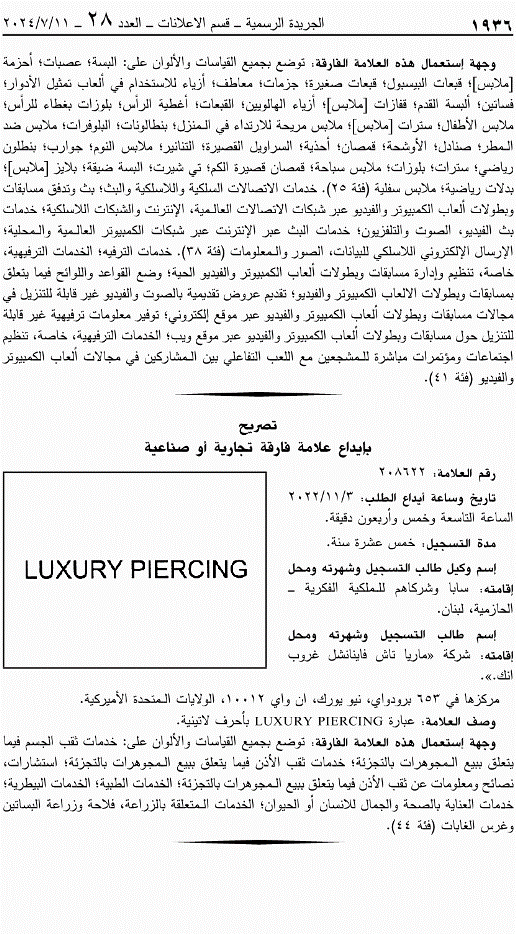 ١٩٣٦ الجريدة الرسمية ــ قسم الاعلانات ــ العدد ٢٨ ــ ٢٠٢٤/٧/١١
وجهة إستعمال هذه العلامة الفارقة: توضع بجميع القياسات والألوان على: البسة؛ عصبات؛ أحزمة
[ملابس]؛ قبعات البيسبول؛ قبعات صغيرة؛ جزمات؛ معاطف؛ أزياء للاستخدام في ألعاب تمثيل الأدوار؛
فساتين؛ ألبسة القدم؛ قفازات [ملابس]؛ أزياء الهالويين؛ القبعات؛ أغطية الرأس؛ بلوزات بغطاء للرأس؛
ملابس الأطفال؛ سترات [ملابس]؛ ملابس مريحة للارتداء في المنزل؛ بنطالونات؛ البلوفرات؛ ملابس ضد
المطر؛ صنادل؛ الأوشحة؛ قمصان؛ أحذية؛ السراويل القصيرة؛ التنانير؛ ملابس النوم؛ جوارب؛ بنطلون
رياضي؛ سترات؛ بلوزات؛ ملابس سباحة؛ قمصان قصيرة الكم؛ تي شيرت؛ البسة ضيقة؛ بلايز [ملابس]؛
بدلات رياضية؛ ملابس سفلية (فئة ٢٥). خدمات الاتصالات السلكية واللاسلكية والبث؛ بث وتدفق مسابقات
وبطولات ألعاب الكمبيوتر والفيديو عبر شبكات الاتصالات العالمية، الإنترنت والشبكات اللاسلكية؛ خدمات
بث الفيديو، الصوت والتلفزيون؛ خدمات البث عبر الإنترنت عبر شبكات الكمبيوتر العالمية والمحلية؛
الإرسال الإلكتروني اللاسلكي للبيانات، الصور والمعلومات (فئة ٣٨). خدمات الترفيه؛ الخدمات الترفيهية،
خاصة، تنظيم وإدارة مسابقات وبطولات ألعاب الكمبيوتر والفيديو الحية؛ وضع القواعد واللوائح فيما يتعلق
بمسابقات وبطولات الالعاب الكمبيوتر والفيديو؛ تقديم عروض تقديمية بالصوت والفيديو غير قابلة للتنزيل في
مجالات مسابقات وبطولات ألعاب الكمبيوتر والفيديو عبر موقع إلكتروني؛ توفير معلومات ترفيهية غير قابلة
للتنزيل حول مسابقات وبطولات ألعاب الكمبيوتر والفيديو عبر موقع ويب؛ الخدمات الترفيهية، خاصة، تنظيم
اجتماعات ومؤتمرات مباشرة للمشجعين مع اللعب التفاعلي بين المشاركين في مجالات ألعاب الكمبيوتر
والفيديو (فئة ٤١).
تصريح
بإيداع علامة فارقة تجارية أو صناعية
رقم العلامة: ٢٠٨٦٢٢
تاريخ وساعة أيداع الطلب: ٢٠٢٢/١١/٣
الساعة التاسعة وخمس وأربعون دقيقة.
مدة التسجيل: خمس عشرة سنة.
إسم وكيل طالب التسجيل وشهرته ومحل
إقامته: سابا وشركاهم للملكية الفكرية ــ
الحازمية، لبنان.
إسم طالب التسجيل وشهرته ومحل
إقامته: شركة «ماريا تاش فاينانشل غروب
انك.».
LUXURY PIERCING
مركزها في ٦٥٣ برودواي، نيو يورك، ان واي ١٠٠١٢، الولايات المتحدة الأميركية.
وصف العلامة: عبارة LUXURY PIERCING بأحرف لاتينية.
وجهة إستعمال هذه العلامة الفارقة: توضع بجميع القياسات والألوان على: خدمات ثقب الجسم فيما
يتعلق ببيع المجوهرات بالتجزئة؛ خدمات ثقب الأذن فيما يتعلق ببيع المجوهرات بالتجزئة؛ استشارات،
نصائح ومعلومات عن ثقب الأذن فيما يتعلق ببيع المجوهرات بالتجزئة؛ الخدمات الطبية؛ الخدمات البيطرية؛
خدمات العناية بالصحة والجمال للانسان أو الحيوان؛ الخدمات المتعلقة بالزراعة، فلاحة وزراعة البساتين
وغرس الغابات (فئة ٤٤).